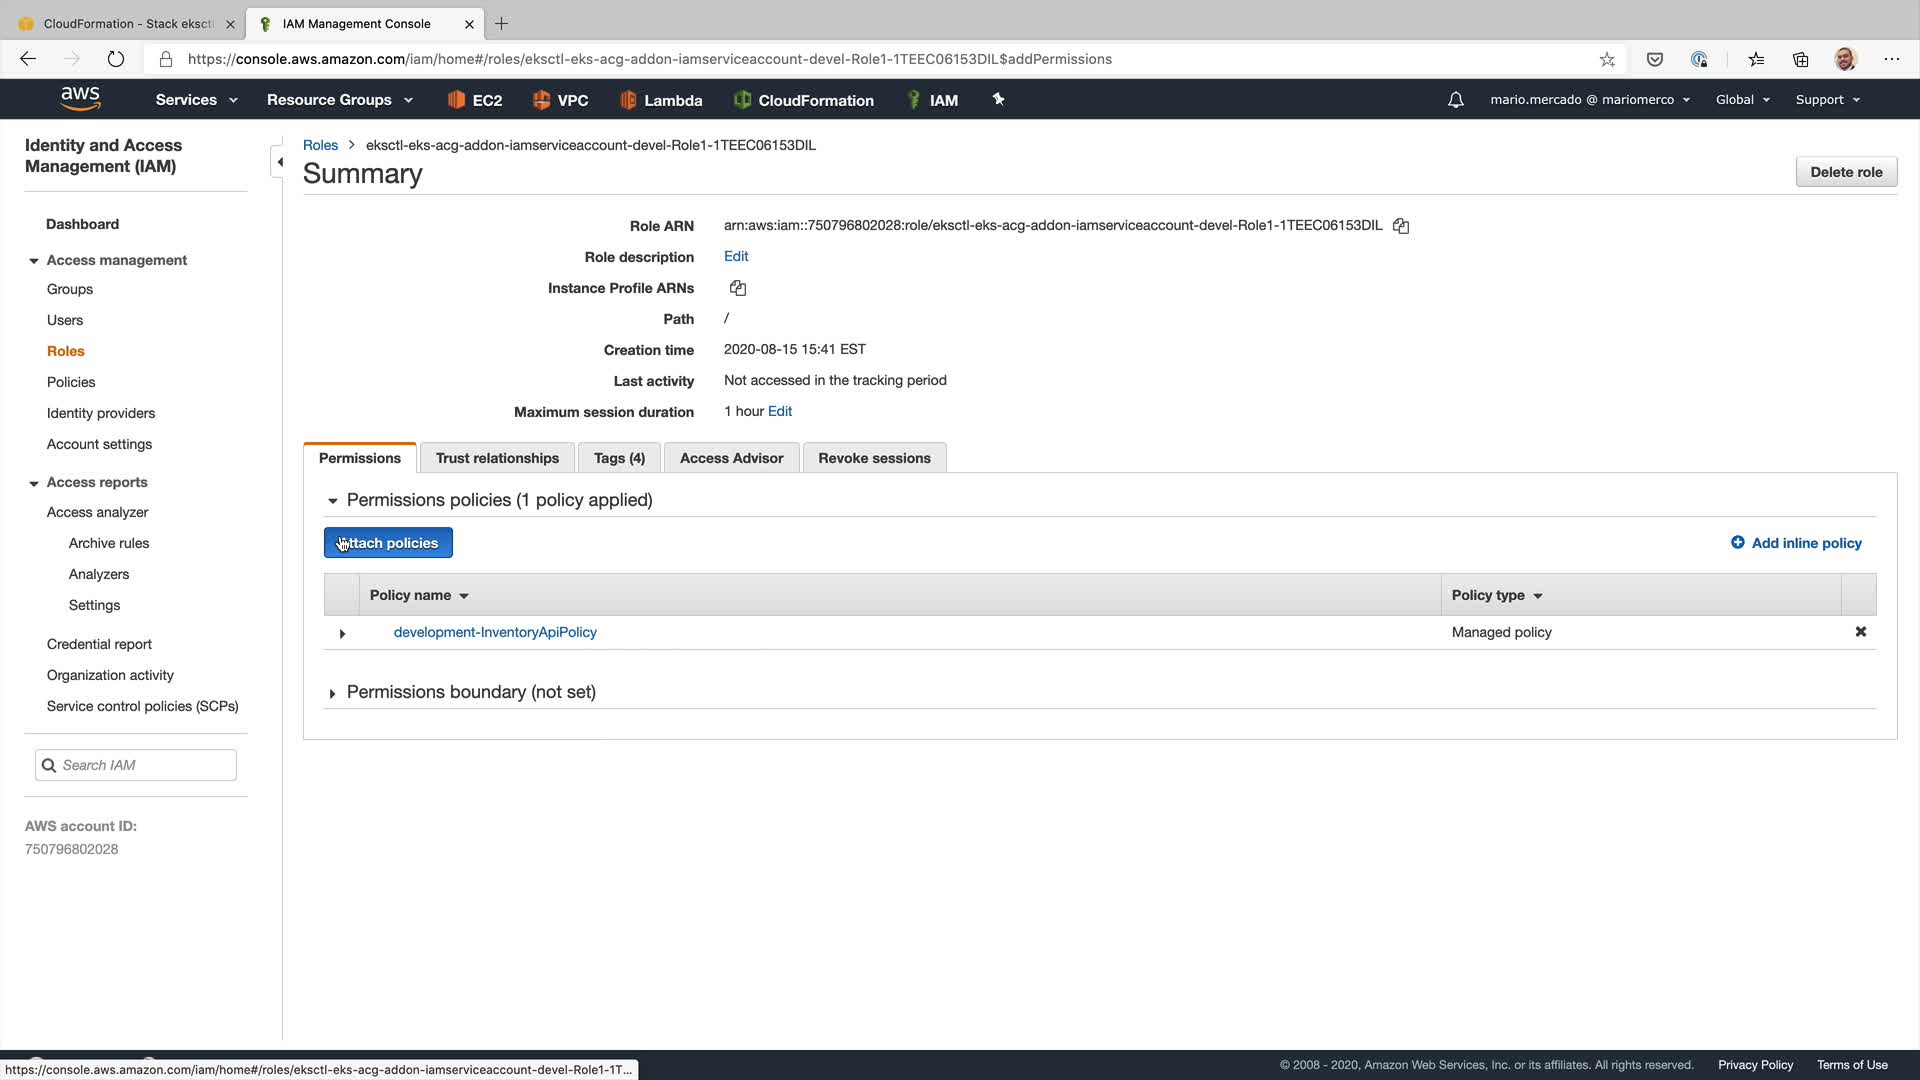 CloudFormation - Stack eksctl
IAM Management Console
https://console.aws.amazon.com/iam/home#/roles/eksctl-eks-acg-addon-iamserviceaccount-devel-Role1-1TEEC06153DIL$addPermissions
aws
Services
Resource Groups
EC2
VPC
Lambda
CloudFormation
IAM
mario.mercado @ mariomerco
Global
Support
Identity and Access
Management (IAM)
Dashboard
Access management
Groups
Users
Roles
Policies
Identity providers
Account settings
Access reports
Access analyzer
Archive rules
Analyzers
Settings
Credential report
Organization activity
Service control policies (SCPs)
Search IAM
AWS account ID:
750796802028
Roles > eksctl-eks-acg-addon-iamserviceaccount-devel-Role1-1TEEC06153DIL
Summary
Delete role
Role ARN arn:aws:iam::750796802028:role/eksctl-eks-acg-addon-iamserviceaccount-devel-Role1-1TEEC06153DIL
Role description Edit
Instance Profile ARNs
Path /
Creation time 2020-08-15 15:41 EST
Last activity Not accessed in the tracking period
Maximum session duration 1 hour Edit
Permissions
Trust relationships
Tags (4)
Access Advisor
Revoke sessions
Permissions policies (1 policy applied)
Attach policies
Add inline policy
Policy name
Policy type
development-InventoryApiPolicy
Managed policy
Permissions boundary (not set)
https://console.aws.amazon.com/iam/home#/roles/eksctl-eks-acg-addon-iamserviceaccount-devel-Role1-1T...
© 2008 - 2020, Amazon Web Services, Inc. or its affiliates. All rights reserved.
Privacy Policy
Terms of Use